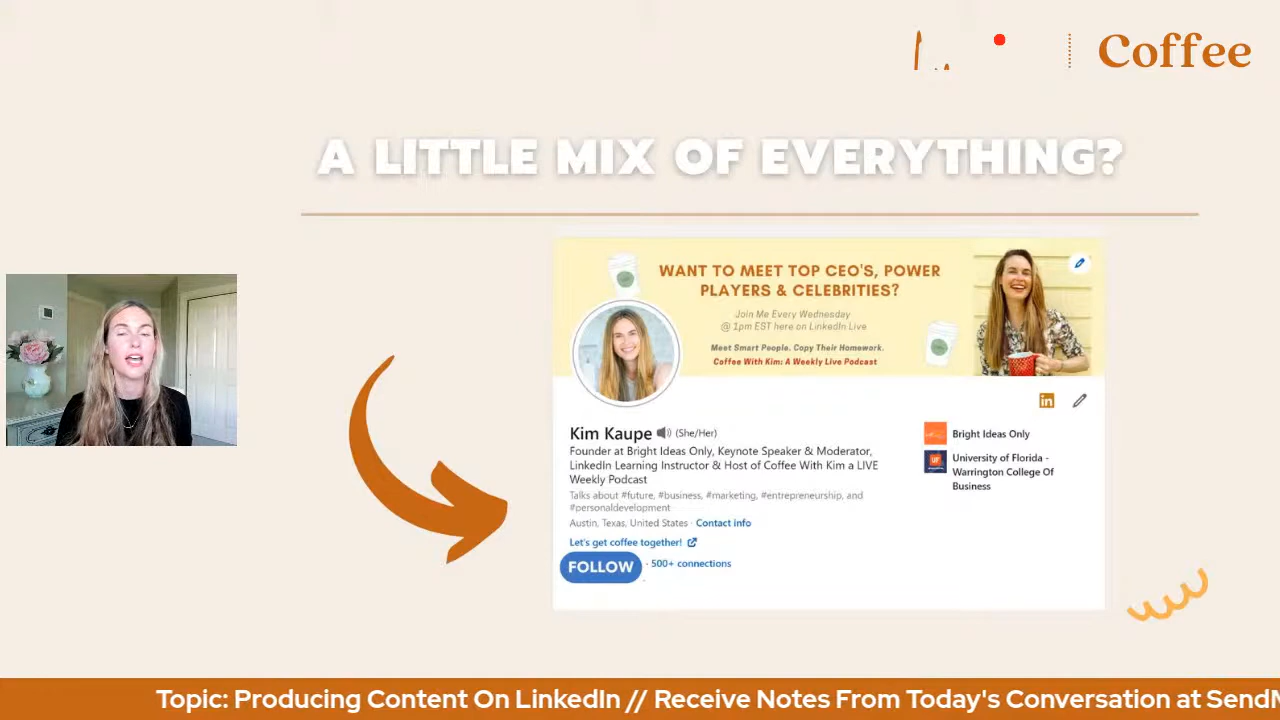 Coffee
A LITTLE MIX OF EVERYTHING?
WANT TO MEET TOP CEO'S, POWER
PLAYERS & CELEBRITIES?
Join Me Every Wednesday
@ 1pm EST here on LinkedIn Live
Meet Smart People. Copy Their Homework.
Coffee With Kim: A Weekly Live Podcast
in
Kim Kaupe (She/Her)
Founder at Bright Ideas Only, Keynote Speaker & Moderator,
LinkedIn Learning Instructor & Host of Coffee With Kim a LIVE
Weekly Podcast
Talks about #future, #business, #marketing, #entrepreneurship, and
#personaldevelopment
Austin, Texas, United States · Contact info
Let's get coffee together!
FOLLOW · 500+ connections
Bright Ideas Only
UF
University of Florida -
Warrington College Of
Business
Topic: Producing Content On LinkedIn // Receive Notes From Today's Conversation at SendM